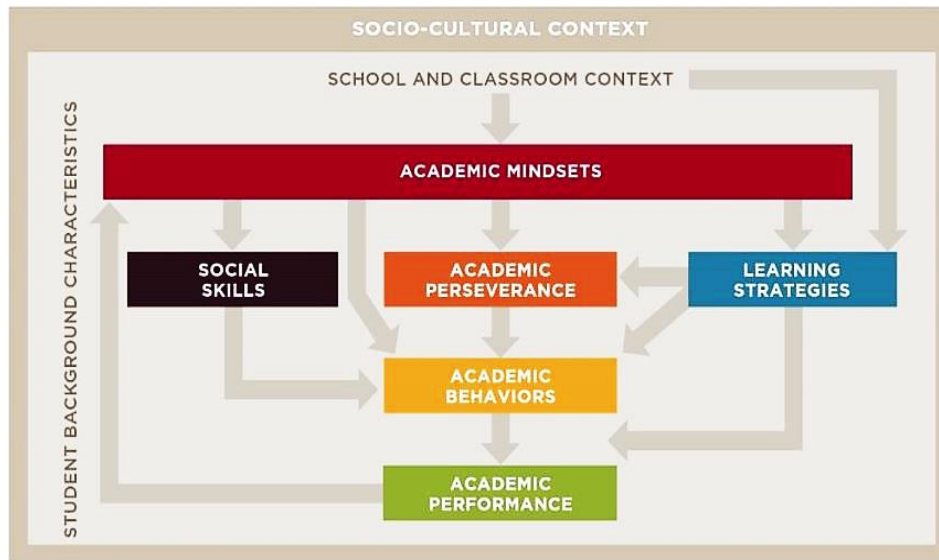 SOCIO-CULTURAL CONTEXT
SCHOOL AND CLASSROOM CONTEXT
STUDENT BACKGROUND CHARACTERISTICS
ACADEMIC MINDSETS
SOCIAL
SKILLS
ACADEMIC
PERSEVERANCE
LEARNING
STRATEGIES
ACADEMIC
BEHAVIORS
ACADEMIC
PERFORMANCE